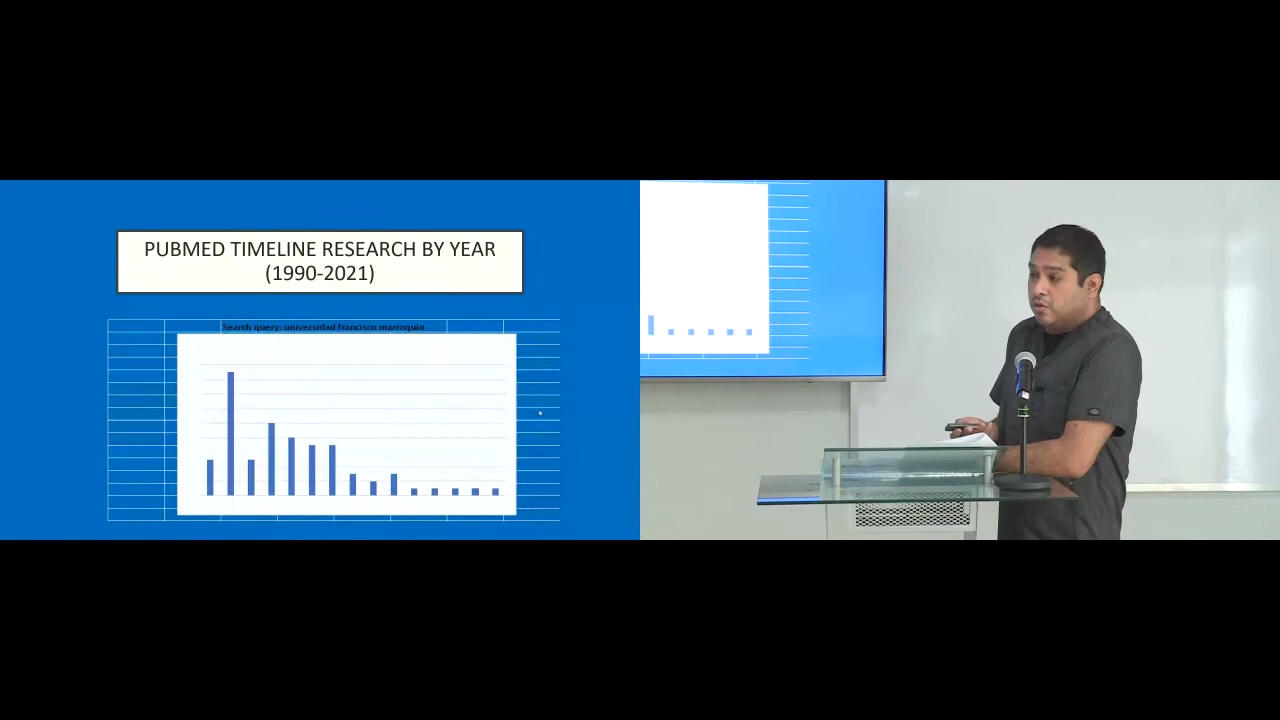 PUBMED TIMELINE RESEARCH BY YEAR
(1990-2021)
Search query: universidad francisco marroquin